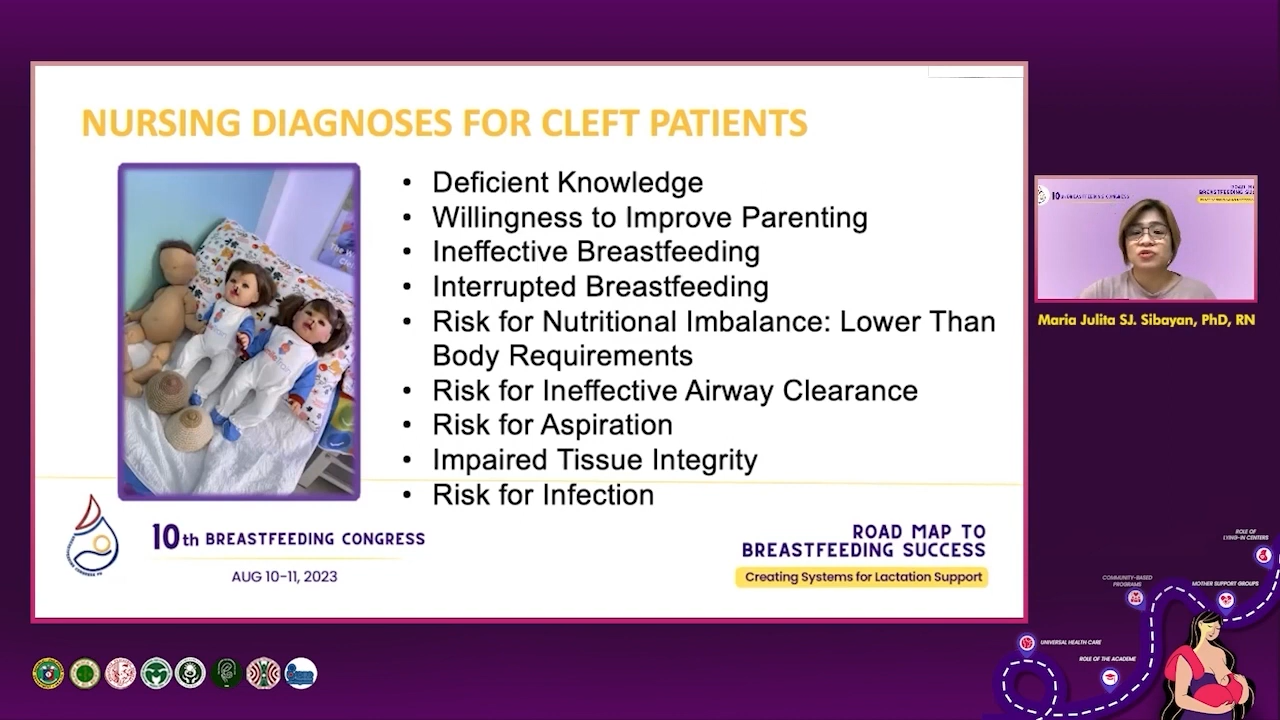 NURSING DIAGNOSES FOR CLEFT PATIENTS
• Deficient Knowledge
• Willingness to Improve Parenting
• Ineffective Breastfeeding
• Interrupted Breastfeeding
• Risk for Nutritional Imbalance: Lower Than
Body Requirements
• Risk for Ineffective Airway Clearance
• Risk for Aspiration
• Impaired Tissue Integrity
• Risk for Infection
10th BREASTFEEDING CONGRESS
AUG 10-11, 2023
ROAD MAP TO
BREASTFEEDING SUCCESS
Creating Systems for Lactation Support
10th BREASTFEEDING CONGRESS
Maria Julita SJ. Sibayan, PhD, RN
ROLE OF
LYING-IN CENTERS
COMMUNITY-BASED
PROGRAMS
MOTHER SUPPORT GROUPS
UNIVERSAL HEALTH CARE
ROLE OF THE ACADEME